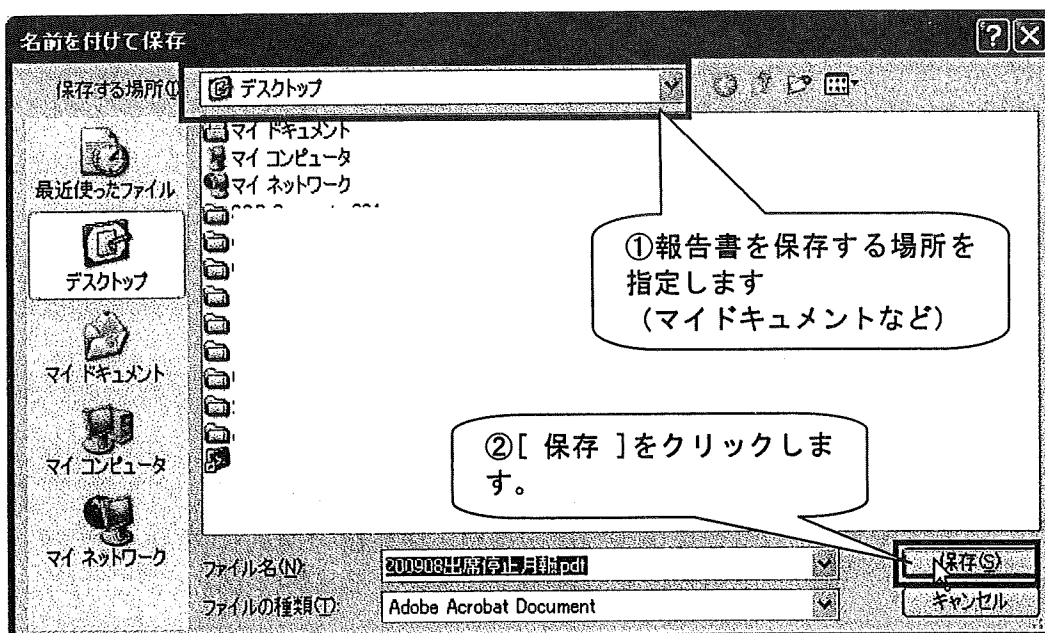 名前を付けて保存
保存する場所(I)
デスクトップ
マイ ドキュメント
マイ コンピュータ
マイ ネットワーク
最近使ったファイル
デスクトップ
マイ ドキュメント
マイ コンピュータ
マイ ネットワーク
①報告書を保存する場所を
指定します
(マイドキュメントなど)
②[ 保存 ]をクリックしま
す。
ファイル名(N):
200908出席停止月報.pdf
保存(S)
ファイルの種類(T):
Adobe Acrobat Document
キャンセル